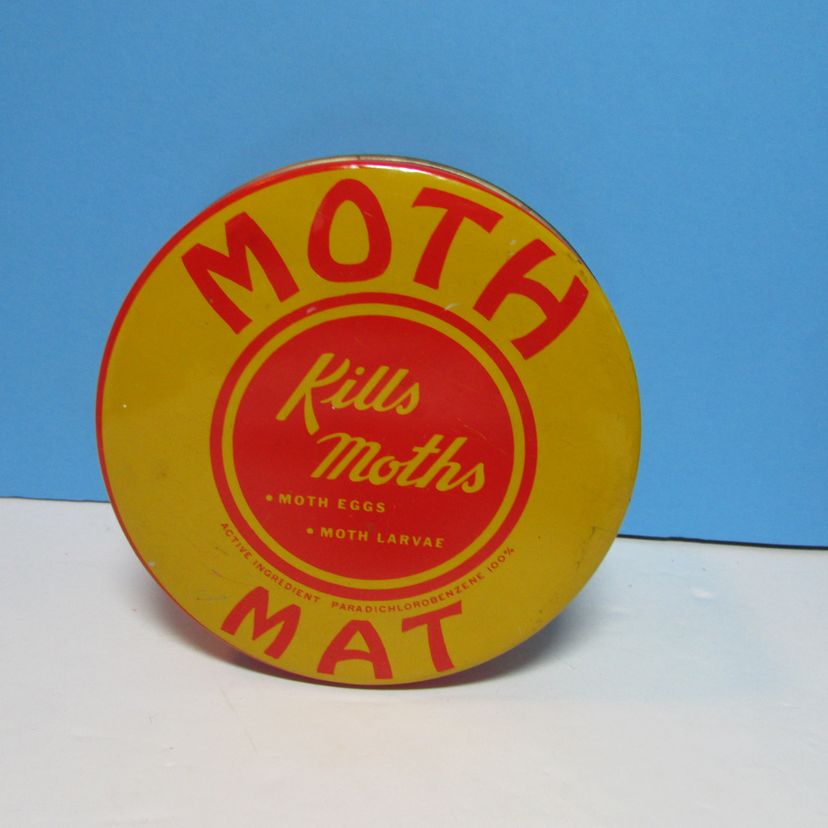 MOTH
Kills
Moths
• MOTH EGGS
• MOTH LARVAE
ACTIVE INGREDIENT PARADICHLOROBENZENE 100%
MAT